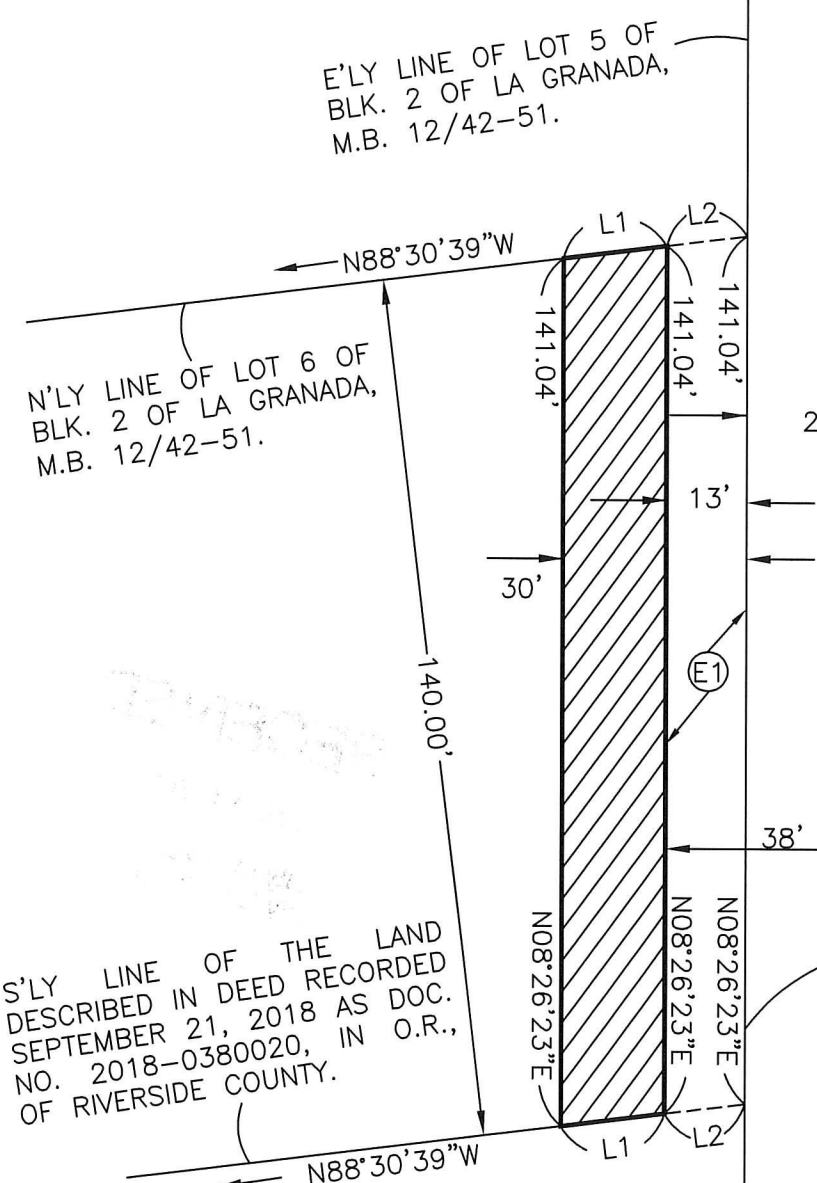 E'LY LINE OF LOT 5 OF
BLK. 2 OF LA GRANADA,
M.B. 12/42-51.
L1
L2
N88°30'39"W
141.04'
141.04'
141.04'
N'LY LINE OF LOT 6 OF
BLK. 2 OF LA GRANADA,
M.B. 12/42-51.
2
13'
30'
140.00'
E1
38'
N08°26'23"E
N08°26'23"E
N08°26'23"E
S'LY LINE OF THE LAND
DESCRIBED IN DEED RECORDED
SEPTEMBER 21, 2018 AS DOC.
NO. 2018-0380020, IN O.R.,
OF RIVERSIDE COUNTY.
N88°30'39"W
L1
L2